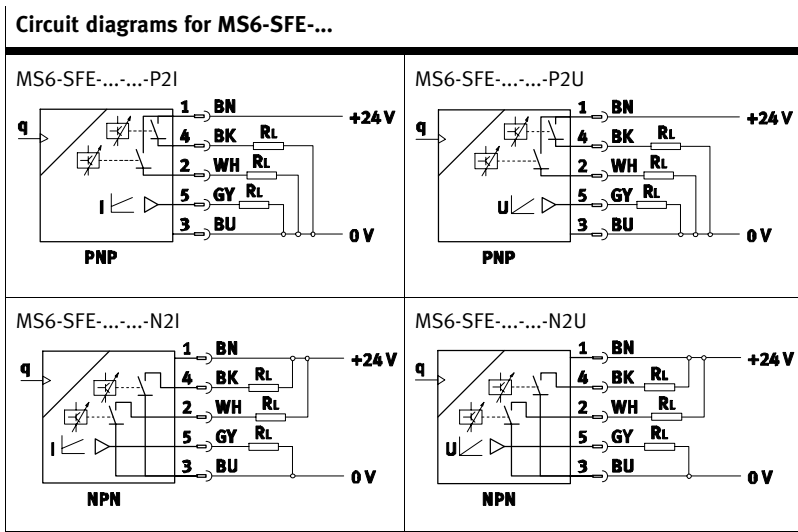 Circuit diagrams for MS6-SFE-...
MS6-SFE-...-...-P2I
q
1 BN +24 V
4 BK RL
2 WH RL
I 5 GY RL
3 BU 0 V
PNP
MS6-SFE-...-...-P2U
q
1 BN +24 V
4 BK RL
2 WH RL
U 5 GY RL
3 BU 0 V
PNP
MS6-SFE-...-...-N2I
q
1 BN +24 V
4 BK RL
2 WH RL
I 5 GY RL
3 BU 0 V
NPN
MS6-SFE-...-...-N2U
q
1 BN +24 V
4 BK RL
2 WH RL
U 5 GY RL
3 BU 0 V
NPN